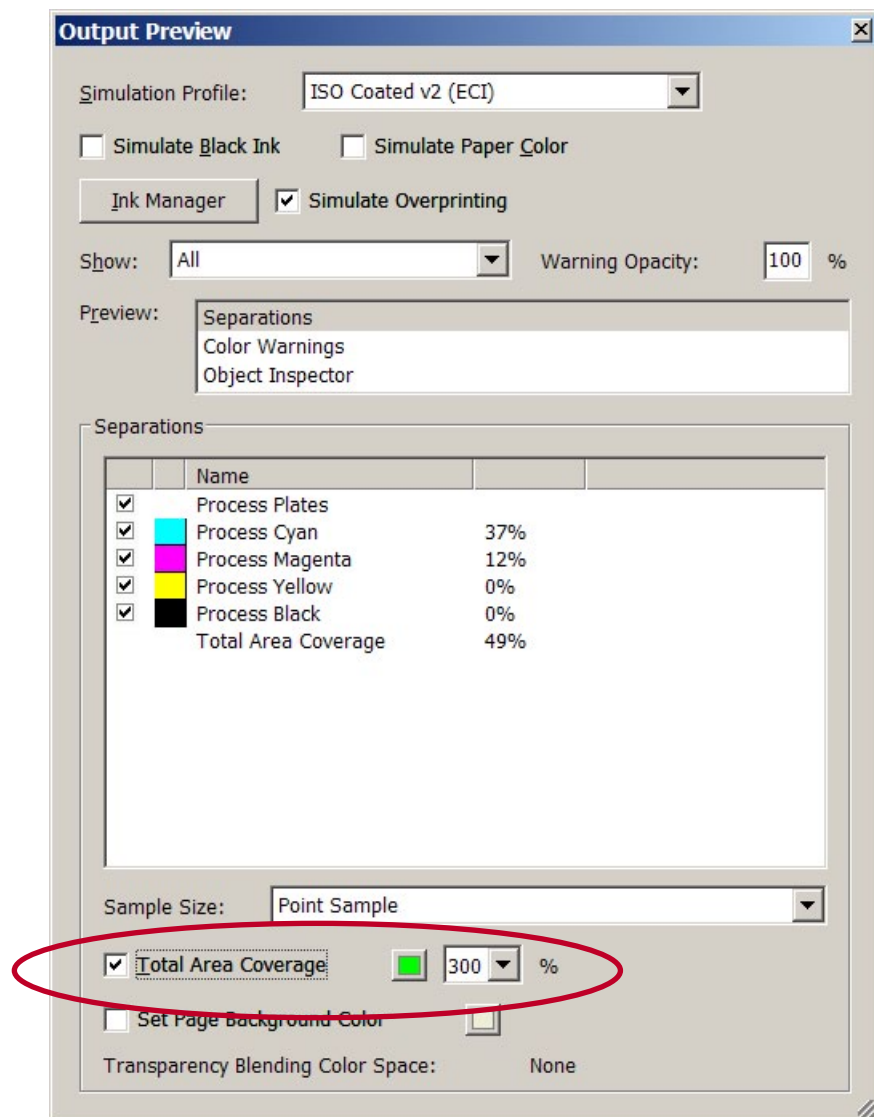 Output Preview
Simulation Profile: ISO Coated v2 (ECI)
Simulate Black Ink Simulate Paper Color
Ink Manager Simulate Overprinting
Show: All Warning Opacity: 100 %
Preview: Separations
Color Warnings
Object Inspector
Separations
Name
Process Plates
Process Cyan 37%
Process Magenta 12%
Process Yellow 0%
Process Black 0%
Total Area Coverage 49%
Sample Size: Point Sample
Total Area Coverage 300 %
Set Page Background Color
Transparency Blending Color Space: None